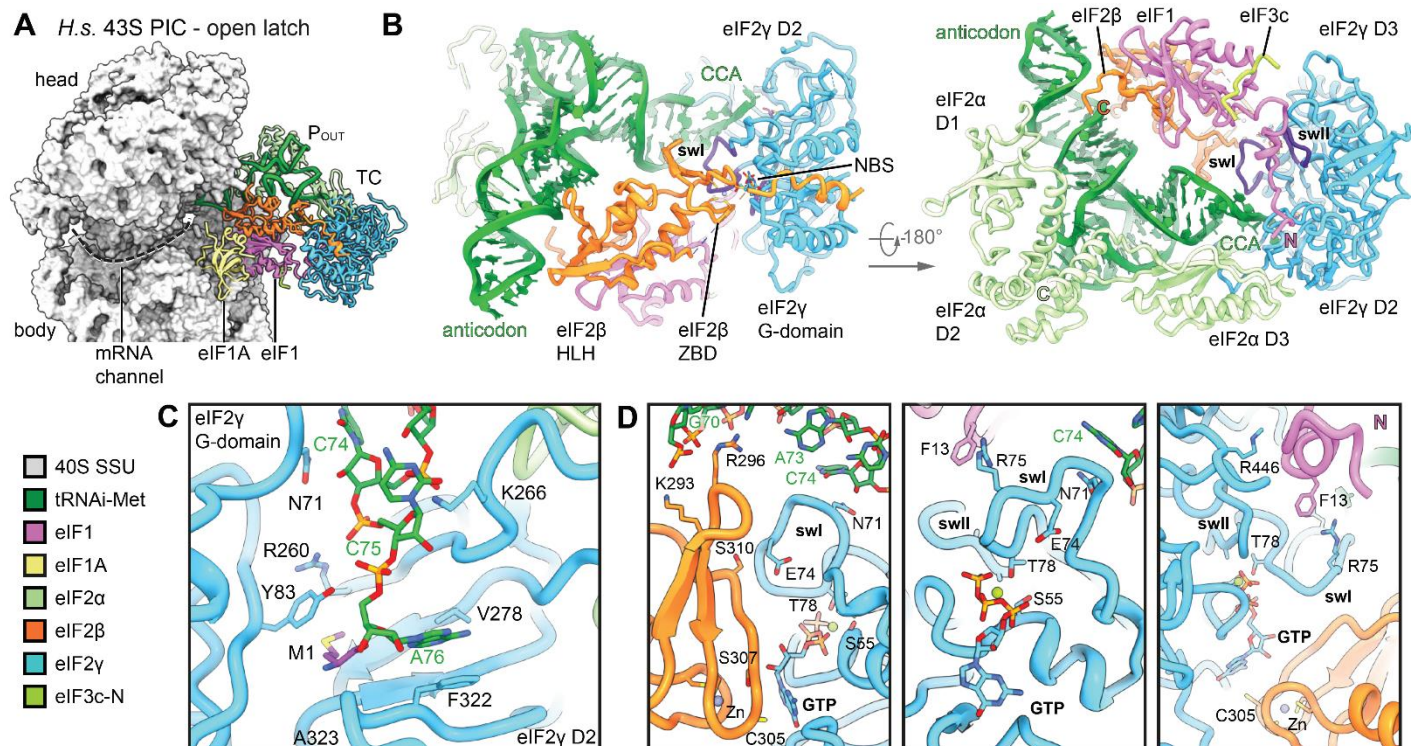 A H.s. 43S PIC - open latch
head
POUT
TC
body
mRNA
channel
eIF1A
eIF1
B
eIF2γ D2
CCA
swI
NBS
anticodon
eIF2β
HLH
eIF2β
ZBD
eIF2γ
G-domain
-180°
anticodon
eIF2β
eIF1
eIF3c
eIF2γ D3
eIF2α
D1
C
swI
swII
CCA
N
C
eIF2α
D2
eIF2α D3
eIF2γ D2
40S SSU
tRNAi-Met
eIF1
eIF1A
eIF2α
eIF2β
eIF2γ
eIF3c-N
C
eIF2γ
G-domain
C74
N71
K266
C75
R260
Y83
V278
M1
A76
F322
A323
eIF2γ D2
D
G70
R296
A73
K293
C74
swI
N71
S310
E74
T78
S55
S307
GTP
Zn
C305
F13
R75
C74
swI
N71
swII
E74
T78
S55
GTP
N
R446
F13
swII
T78
R75
swI
GTP
C305
Zn